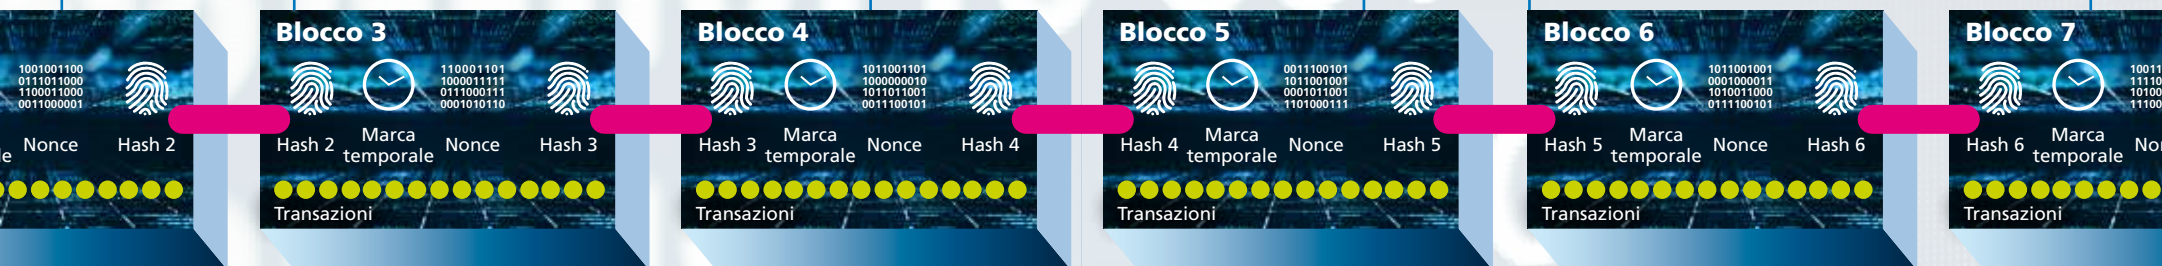 1001001100
0111011000
1100011000
0011000001
Nonce
Hash 2
Blocco 3
110001101
1000011111
0111000111
0001010110
Hash 2
Marca
temporale
Nonce
Hash 3
Transazioni
Blocco 4
1011001101
1000000010
1011011001
0011100101
Hash 3
Marca
temporale
Nonce
Hash 4
Transazioni
Blocco 5
0011100101
1011001001
0001011001
1101000111
Hash 4
Marca
temporale
Nonce
Hash 5
Transazioni
Blocco 6
1011001001
0001000011
1010011000
0111100101
Hash 5
Marca
temporale
Nonce
Hash 6
Transazioni
Blocco 7
Hash 6
Marca
temporale
Transazioni